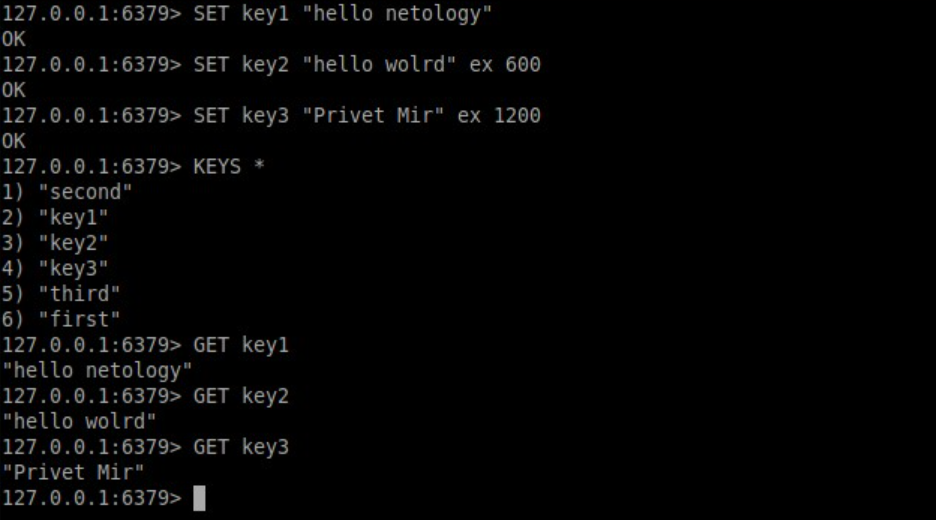 127.0.0.1:6379> SET key1 "hello netology"
OK
127.0.0.1:6379> SET key2 "hello wolrd" ex 600
OK
127.0.0.1:6379> SET key3 "Privet Mir" ex 1200
OK
127.0.0.1:6379> KEYS *
1) "second"
2) "key1"
3) "key2"
4) "key3"
5) "third"
6) "first"
127.0.0.1:6379> GET key1
"hello netology"
127.0.0.1:6379> GET key2
"hello wolrd"
127.0.0.1:6379> GET key3
"Privet Mir"
127.0.0.1:6379>